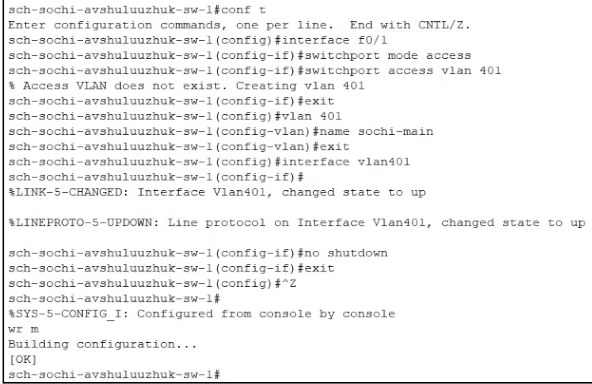 sch-sochi-avshuluuzhuk-sw-1#conf t
Enter configuration commands, one per line.  End with CNTL/Z.
sch-sochi-avshuluuzhuk-sw-1(config)#interface f0/1
sch-sochi-avshuluuzhuk-sw-1(config-if)#switchport mode access
sch-sochi-avshuluuzhuk-sw-1(config-if)#switchport access vlan 401
% Access VLAN does not exist. Creating vlan 401
sch-sochi-avshuluuzhuk-sw-1(config-if)#exit
sch-sochi-avshuluuzhuk-sw-1(config)#vlan 401
sch-sochi-avshuluuzhuk-sw-1(config-vlan)#name sochi-main
sch-sochi-avshuluuzhuk-sw-1(config-vlan)#exit
sch-sochi-avshuluuzhuk-sw-1(config)#interface vlan401
sch-sochi-avshuluuzhuk-sw-1(config-if)#
%LINK-5-CHANGED: Interface Vlan401, changed state to up
%LINEPROTO-5-UPDOWN: Line protocol on Interface Vlan401, changed state to up
sch-sochi-avshuluuzhuk-sw-1(config-if)#no shutdown
sch-sochi-avshuluuzhuk-sw-1(config-if)#exit
sch-sochi-avshuluuzhuk-sw-1(config)#^Z
sch-sochi-avshuluuzhuk-sw-1#
%SYS-5-CONFIG_I: Configured from console by console
wr m
Building configuration...
[OK]
sch-sochi-avshuluuzhuk-sw-1#